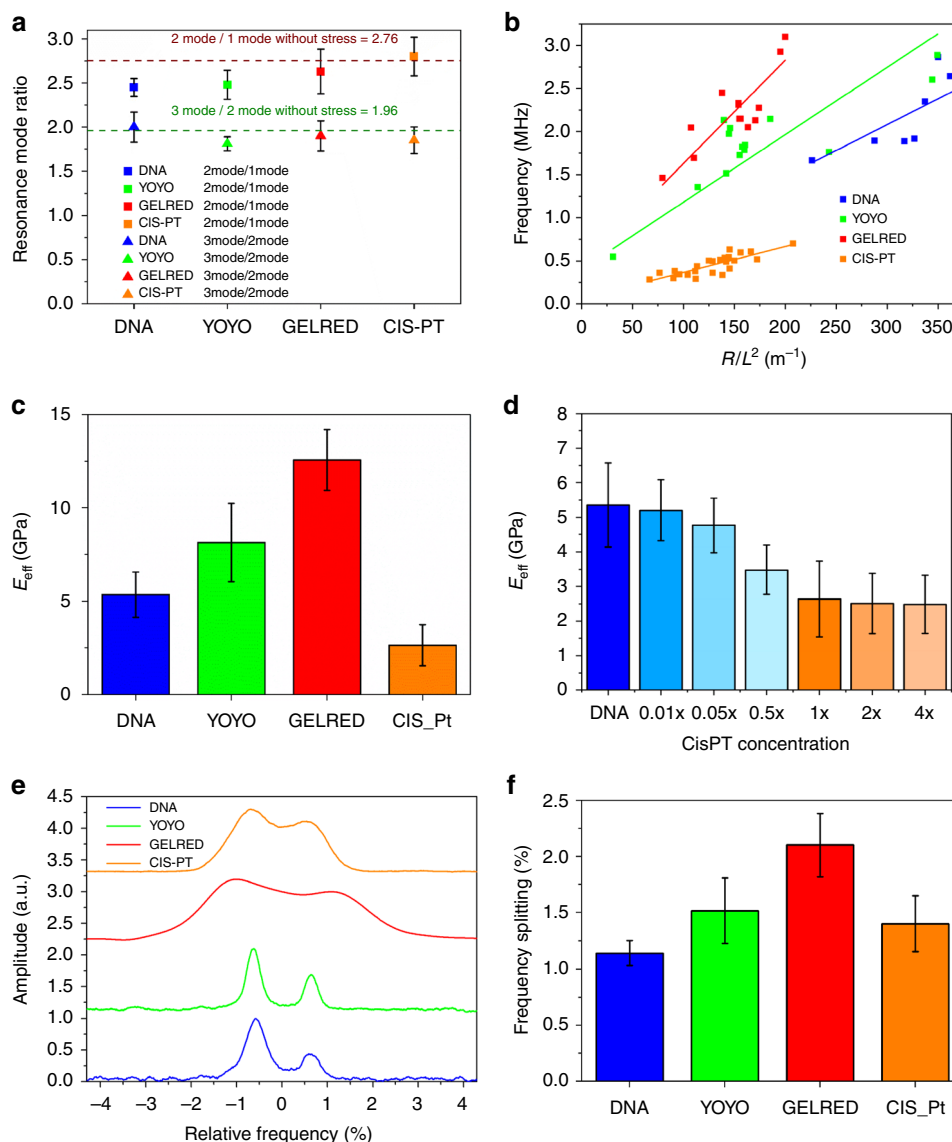 a
2 mode / 1 mode without stress = 2.76
3 mode / 2 mode without stress = 1.96
DNA 2mode/1mode
YOYO 2mode/1mode
GELRED 2mode/1mode
CIS-PT 2mode/1mode
DNA 3mode/2mode
YOYO 3mode/2mode
GELRED 3mode/2mode
CIS-PT 3mode/2mode
Resonance mode ratio
3.0
2.5
2.0
1.5
1.0
0.5
0.0
DNA YOYO GELRED CIS-PT
b
Frequency (MHz)
3.0
2.5
2.0
1.5
1.0
0.5
0.0
DNA
YOYO
GELRED
CIS-PT
0 50 100 150 200 250 300 350
R/L² (m⁻¹)
c
E_eff (GPa)
15
10
5
0
DNA YOYO GELRED CIS_Pt
d
E_eff (GPa)
8
7
6
5
4
3
2
1
0
DNA 0.01x 0.05x 0.5x 1x 2x 4x
CisPT concentration
e
Amplitude (a.u.)
4.5
4.0
3.5
3.0
2.5
2.0
1.5
1.0
0.5
0.0
DNA
YOYO
GELRED
CIS-PT
−4 −3 −2 −1 0 1 2 3 4
Relative frequency (%)
f
Frequency splitting (%)
2.5
2.0
1.5
1.0
0.5
0.0
DNA YOYO GELRED CIS_Pt